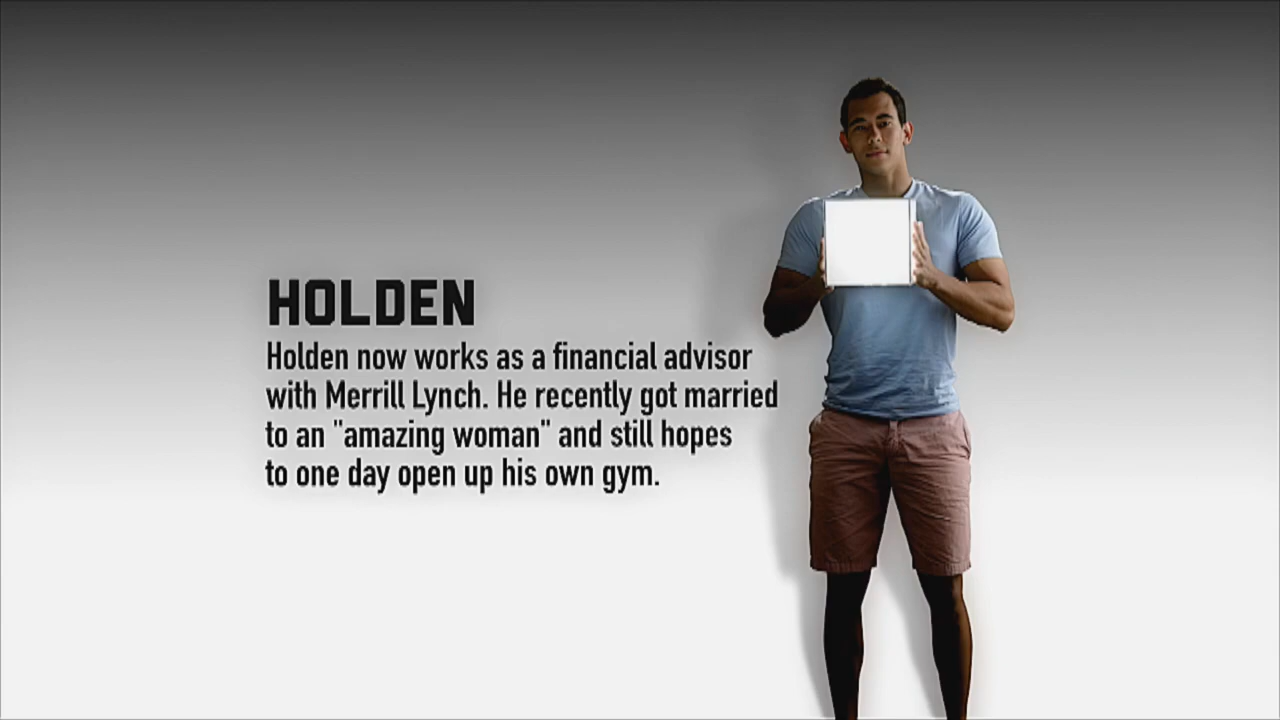 HOLDEN
Holden now works as a financial advisor
with Merrill Lynch. He recently got married
to an "amazing woman" and still hopes
to one day open up his own gym.